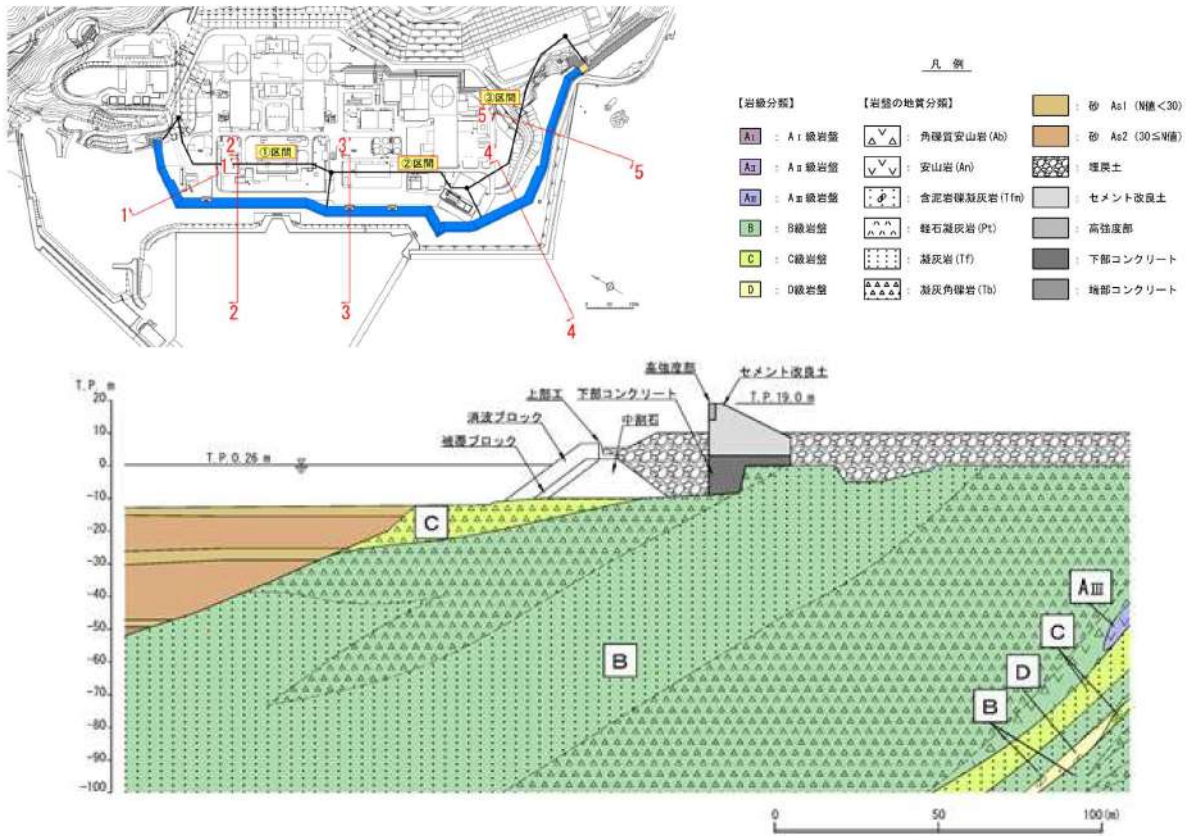 ①区間
②区間
③区間
1
1'
2
2
3
3
4
4
5
5
凡 例
【岩級分類】
AⅠ : AⅠ級岩盤
AⅡ : AⅡ級岩盤
AⅢ : AⅢ級岩盤
B : B級岩盤
C : C級岩盤
D : D級岩盤
【岩盤の地質分類】
: 角礫質安山岩(Ab)
: 安山岩(An)
: 含泥岩礫凝灰岩(Tfm)
: 軽石凝灰岩(Pt)
: 凝灰岩(Tf)
: 凝灰角礫岩(Tb)
: 砂 As1 (N値<30)
: 砂 As2 (30≦N値)
: 埋戻土
: セメント改良土
: 高強度部
: 下部コンクリート
: 端部コンクリート
T.P. m
20
10
0
-10
-20
-30
-40
-50
-60
-70
-80
-90
-100
T.P.0.26 m
被覆ブロック
消波ブロック
上部工
下部コンクリート
中割石
高強度部
セメント改良土
T.P.19.0m
C
B
AⅢ
C
D
B
0 50 100(m)